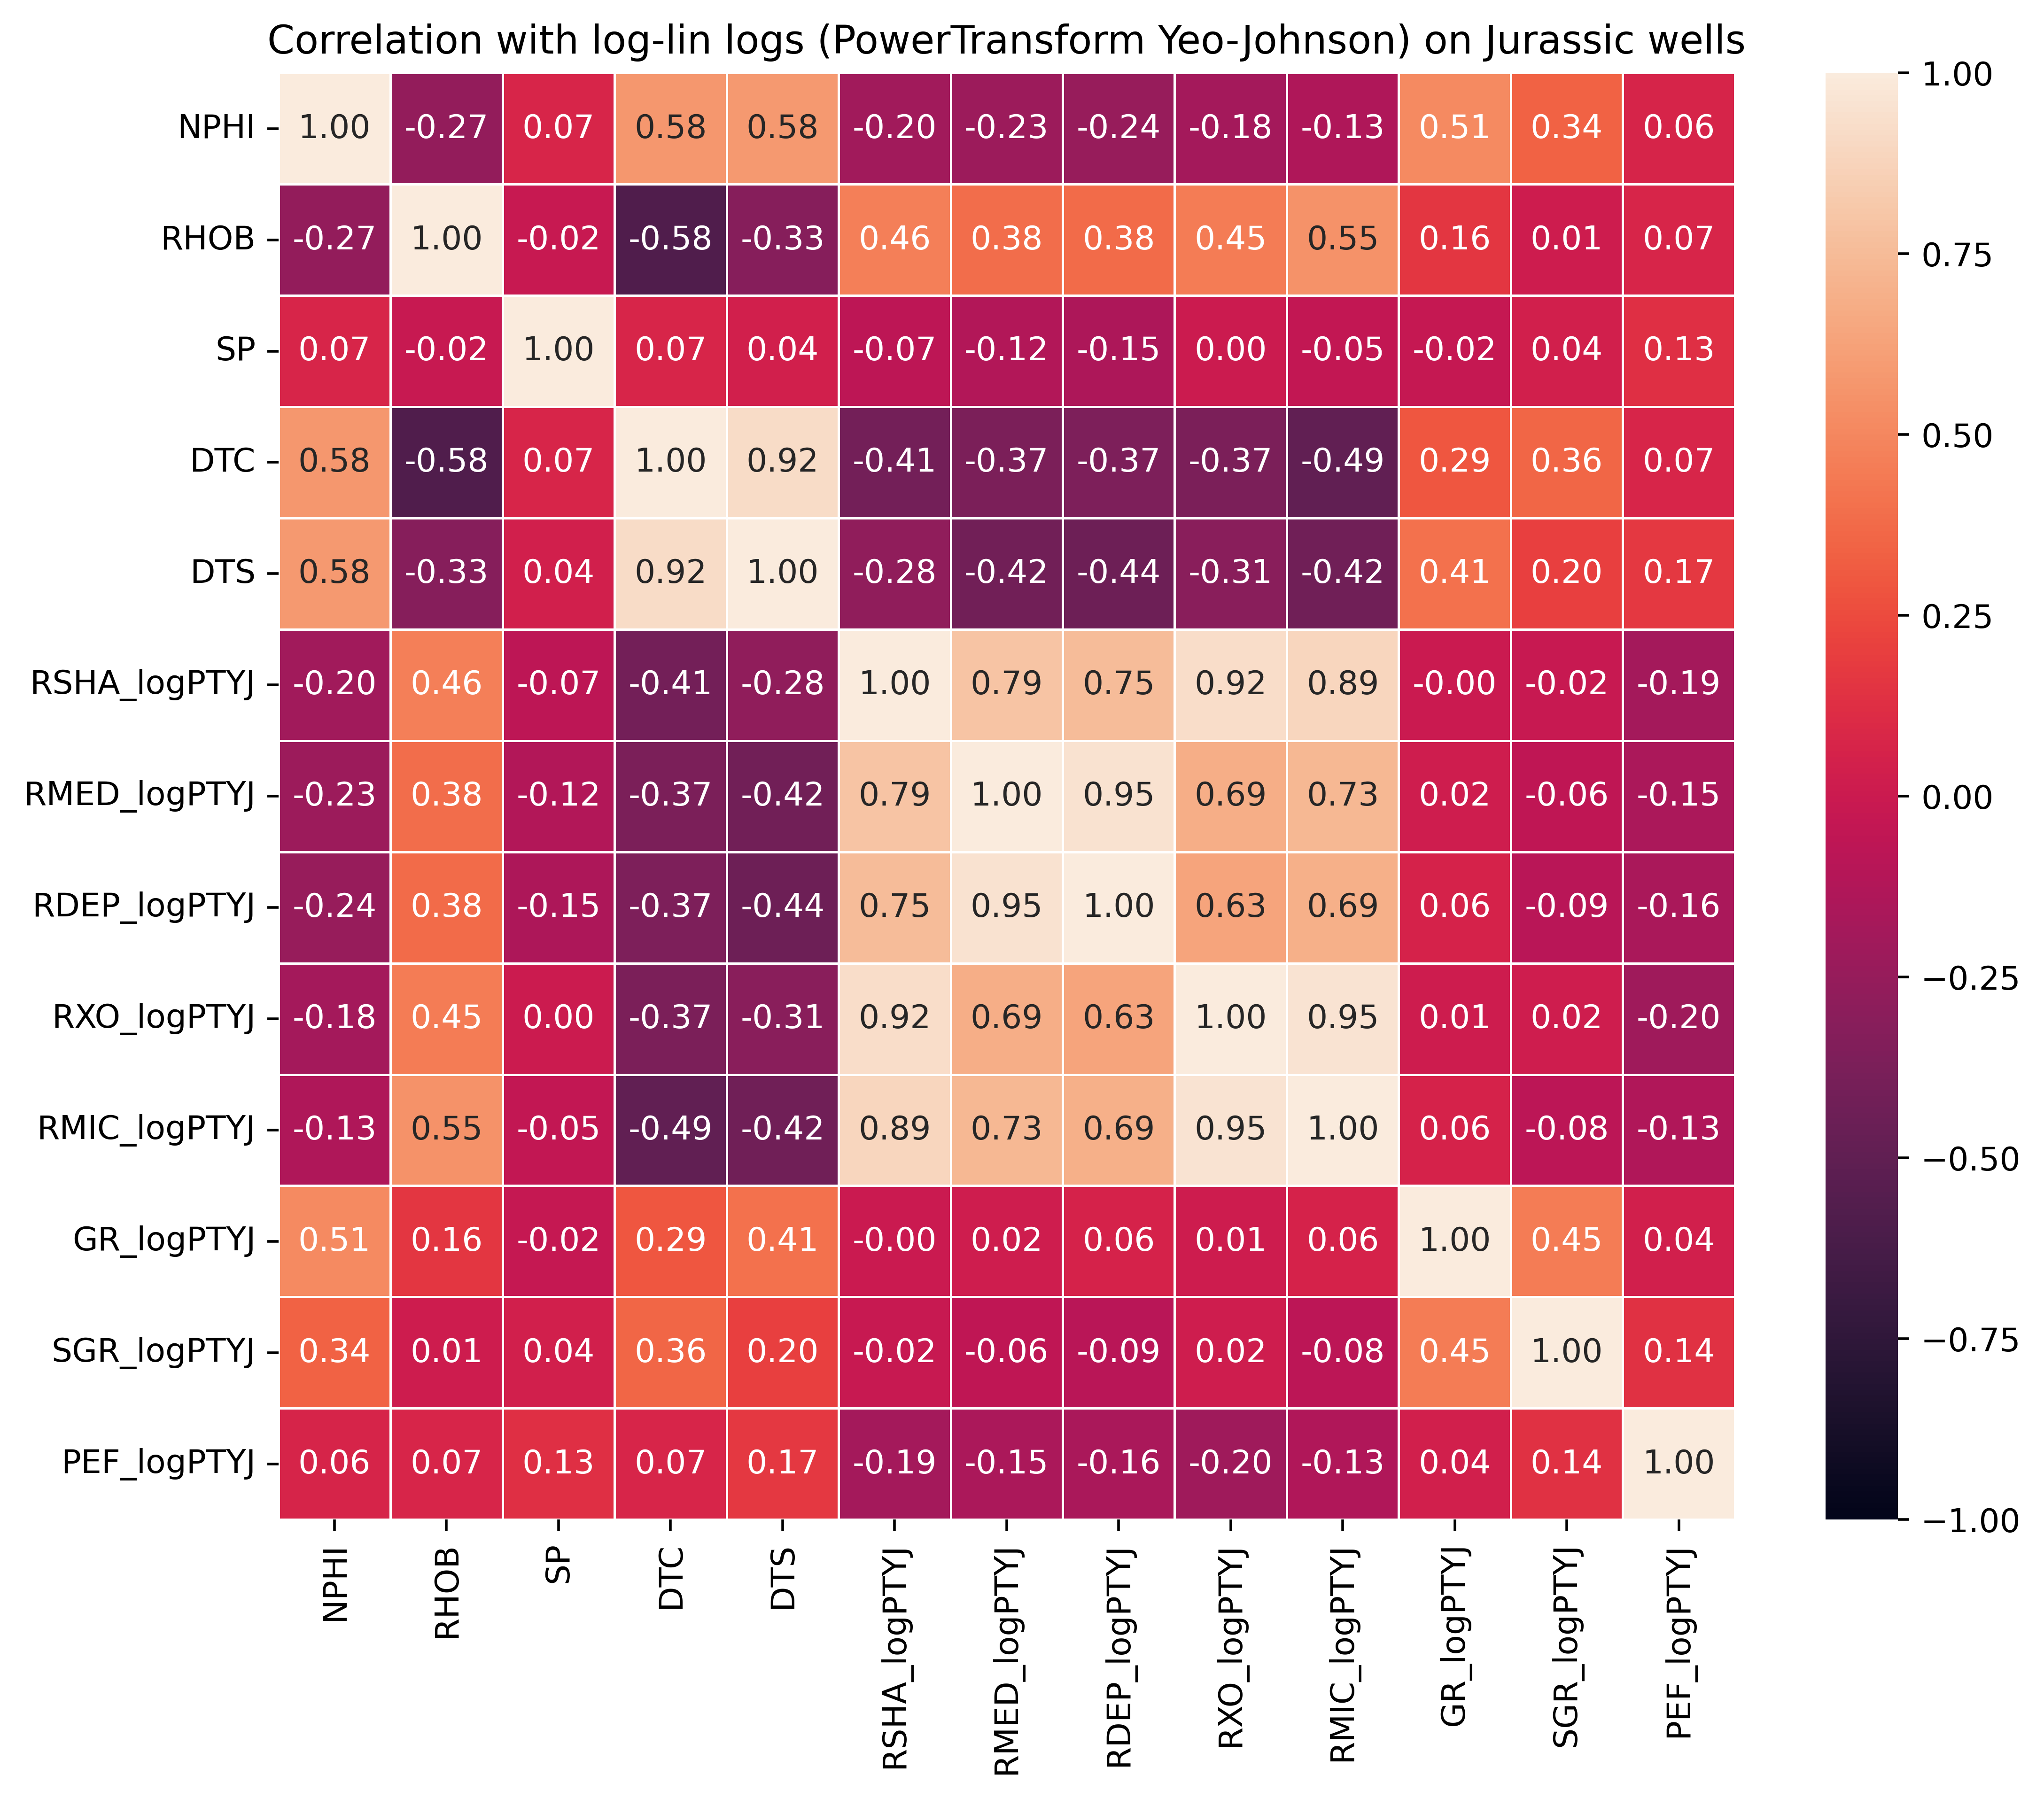 Correlation with log-lin logs (PowerTransform Yeo-Johnson) on Jurassic wells
NPHI 1.00 -0.27 0.07 0.58 0.58 -0.20 -0.23 -0.24 -0.18 -0.13 0.51 0.34 0.06
RHOB -0.27 1.00 -0.02 -0.58 -0.33 0.46 0.38 0.38 0.45 0.55 0.16 0.01 0.07
SP 0.07 -0.02 1.00 0.07 0.04 -0.07 -0.12 -0.15 0.00 -0.05 -0.02 0.04 0.13
DTC 0.58 -0.58 0.07 1.00 0.92 -0.41 -0.37 -0.37 -0.37 -0.49 0.29 0.36 0.07
DTS 0.58 -0.33 0.04 0.92 1.00 -0.28 -0.42 -0.44 -0.31 -0.42 0.41 0.20 0.17
RSHA_logPTYJ -0.20 0.46 -0.07 -0.41 -0.28 1.00 0.79 0.75 0.92 0.89 -0.00 -0.02 -0.19
RMED_logPTYJ -0.23 0.38 -0.12 -0.37 -0.42 0.79 1.00 0.95 0.69 0.73 0.02 -0.06 -0.15
RDEP_logPTYJ -0.24 0.38 -0.15 -0.37 -0.44 0.75 0.95 1.00 0.63 0.69 0.06 -0.09 -0.16
RXO_logPTYJ -0.18 0.45 0.00 -0.37 -0.31 0.92 0.69 0.63 1.00 0.95 0.01 0.02 -0.20
RMIC_logPTYJ -0.13 0.55 -0.05 -0.49 -0.42 0.89 0.73 0.69 0.95 1.00 0.06 -0.08 -0.13
GR_logPTYJ 0.51 0.16 -0.02 0.29 0.41 -0.00 0.02 0.06 0.01 0.06 1.00 0.45 0.04
SGR_logPTYJ 0.34 0.01 0.04 0.36 0.20 -0.02 -0.06 -0.09 0.02 -0.08 0.45 1.00 0.14
PEF_logPTYJ 0.06 0.07 0.13 0.07 0.17 -0.19 -0.15 -0.16 -0.20 -0.13 0.04 0.14 1.00
NPHI
RHOB
SP
DTC
DTS
RSHA_logPTYJ
RMED_logPTYJ
RDEP_logPTYJ
RXO_logPTYJ
RMIC_logPTYJ
GR_logPTYJ
SGR_logPTYJ
PEF_logPTYJ
1.00
0.75
0.50
0.25
0.00
−0.25
−0.50
−0.75
−1.00